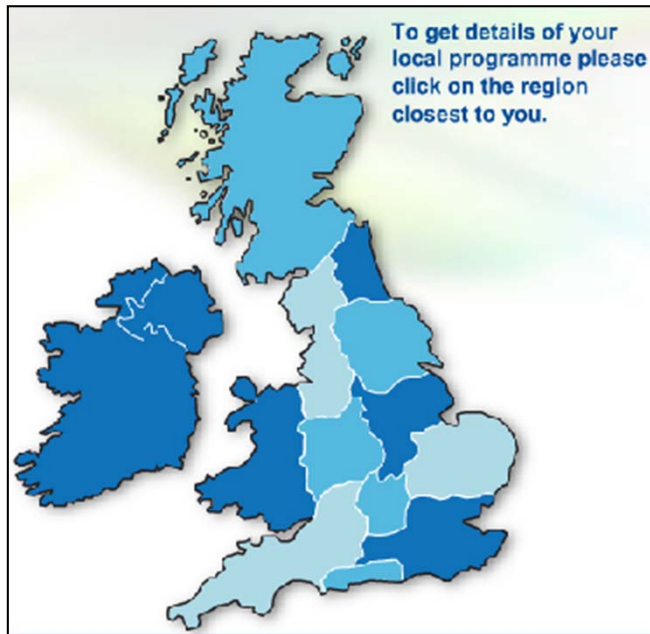 To get details of your
local programme please
click on the region
closest to you.